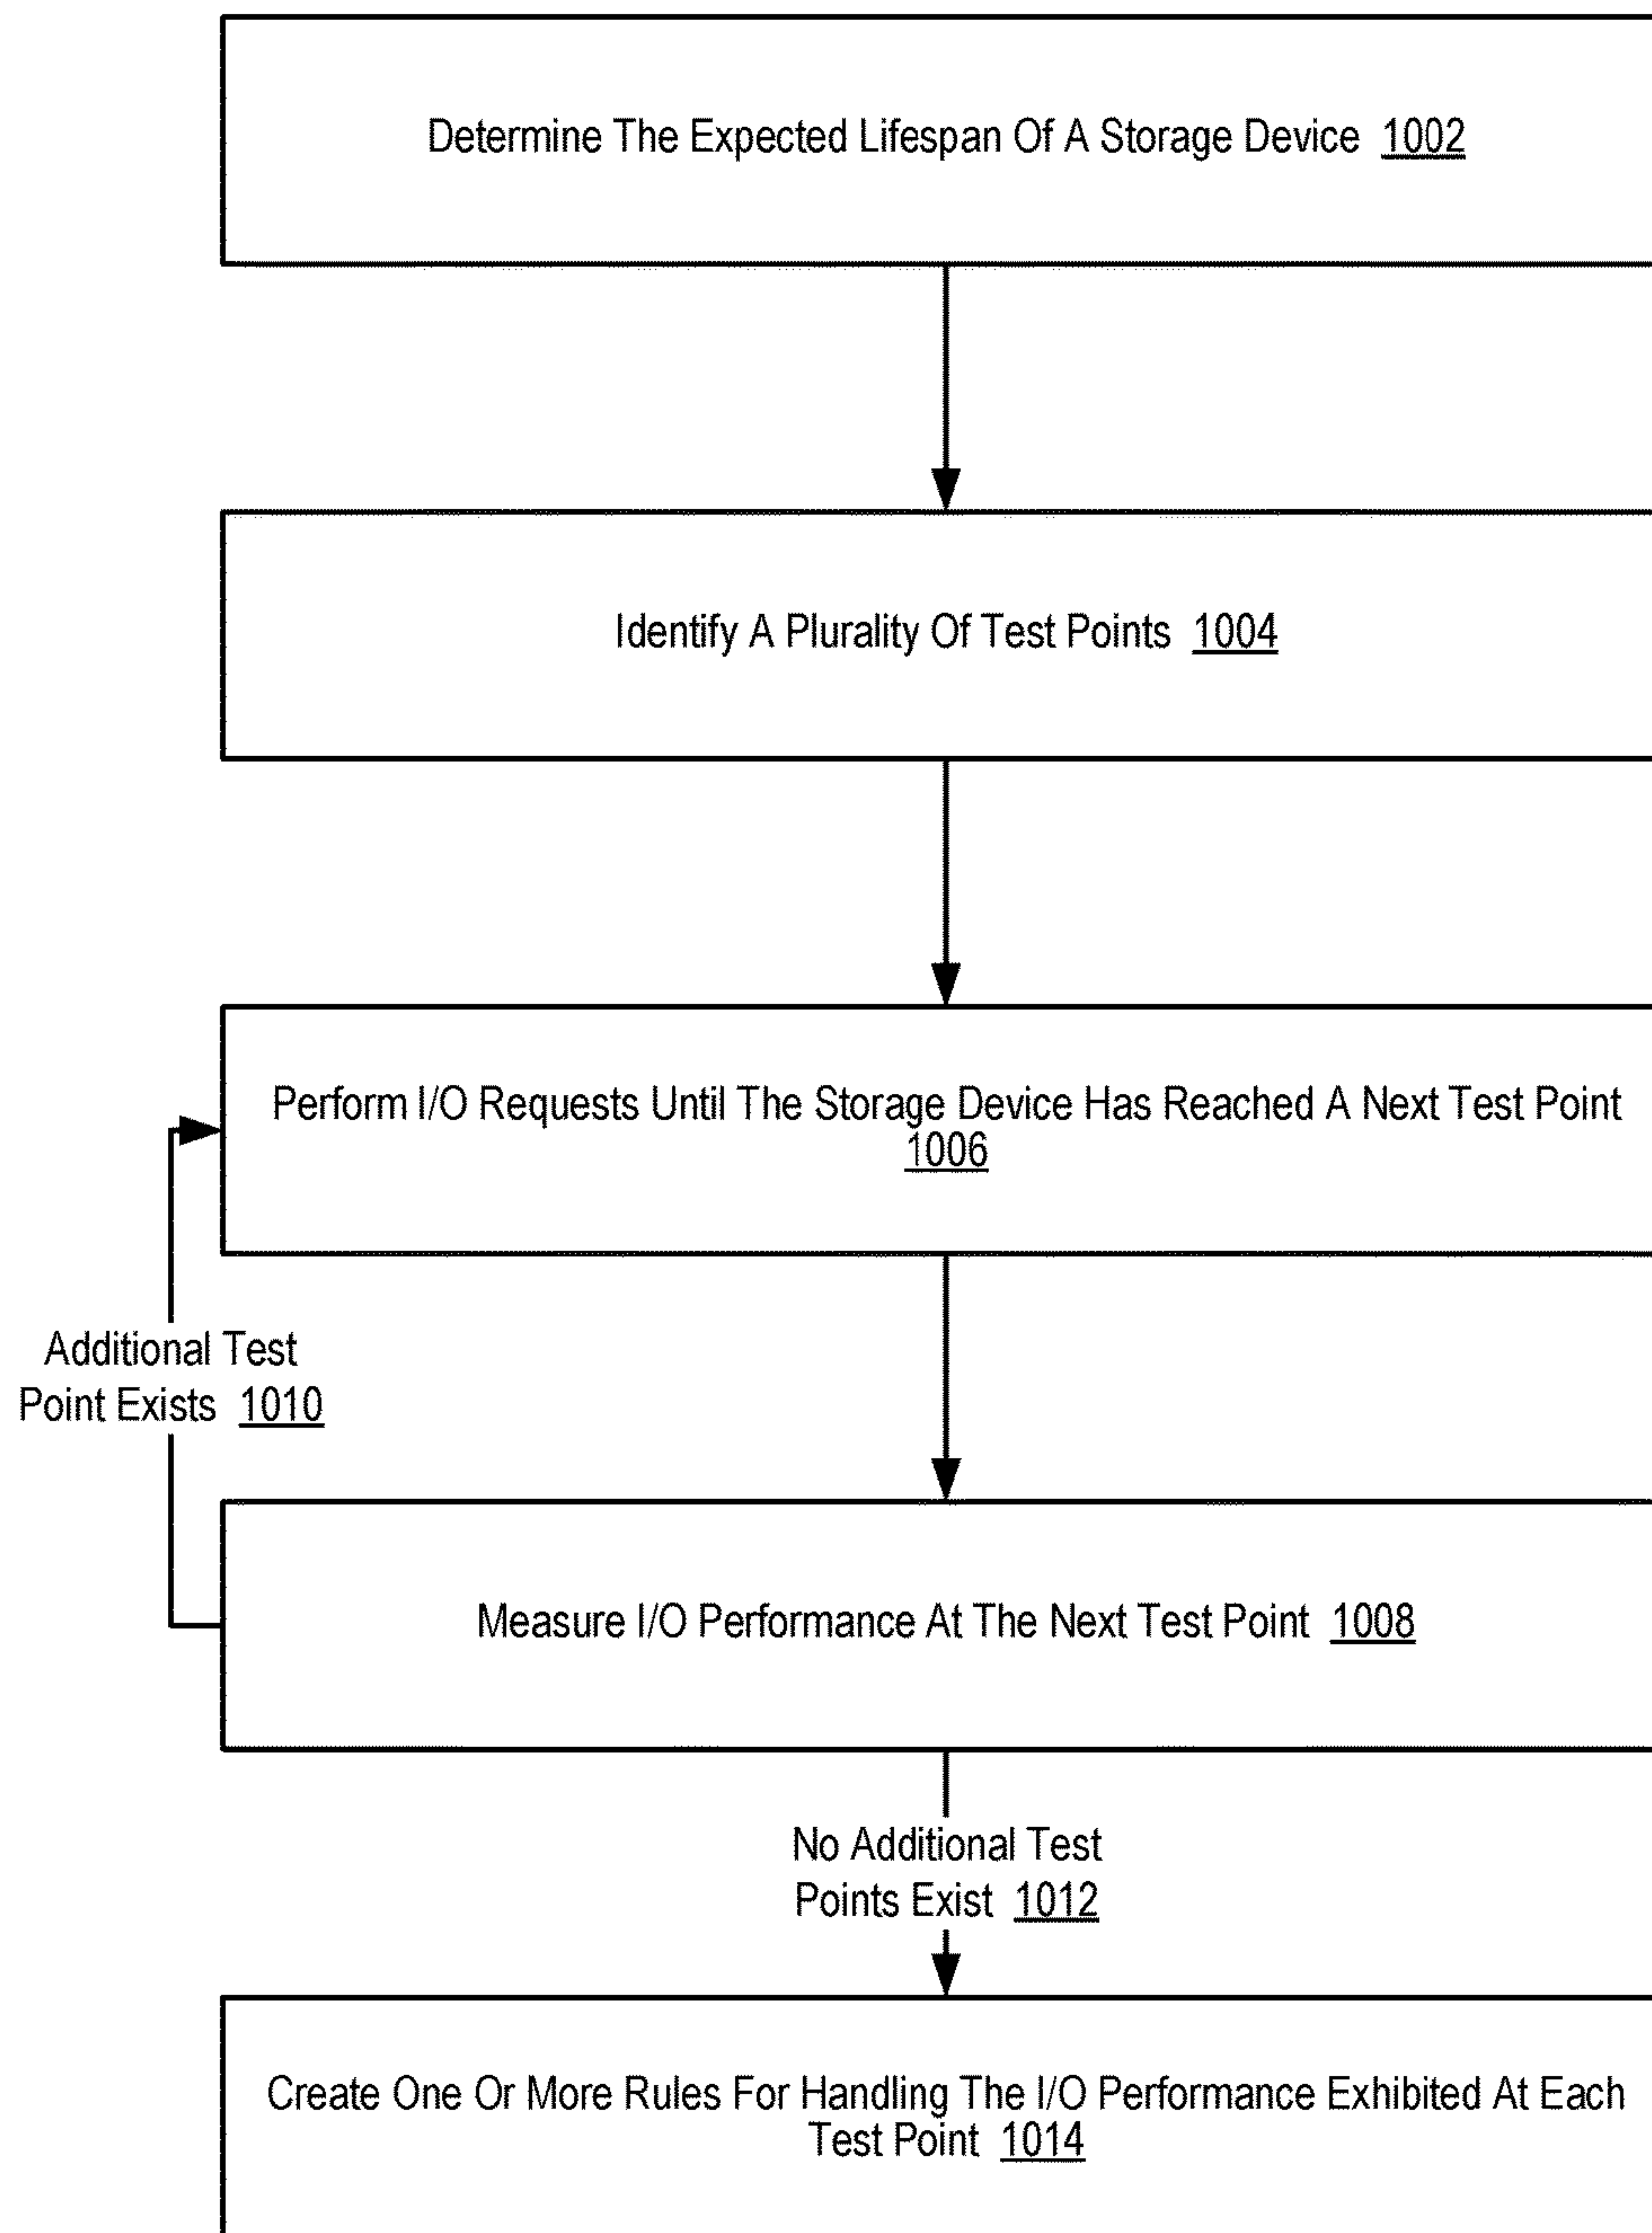 Determine The Expected Lifespan Of A Storage Device 1002
Identify A Plurality Of Test Points 1004
Perform I/O Requests Until The Storage Device Has Reached A Next Test Point
1006
Additional Test
Point Exists 1010
Measure I/O Performance At The Next Test Point 1008
No Additional Test
Points Exist 1012
Create One Or More Rules For Handling The I/O Performance Exhibited At Each
Test Point 1014